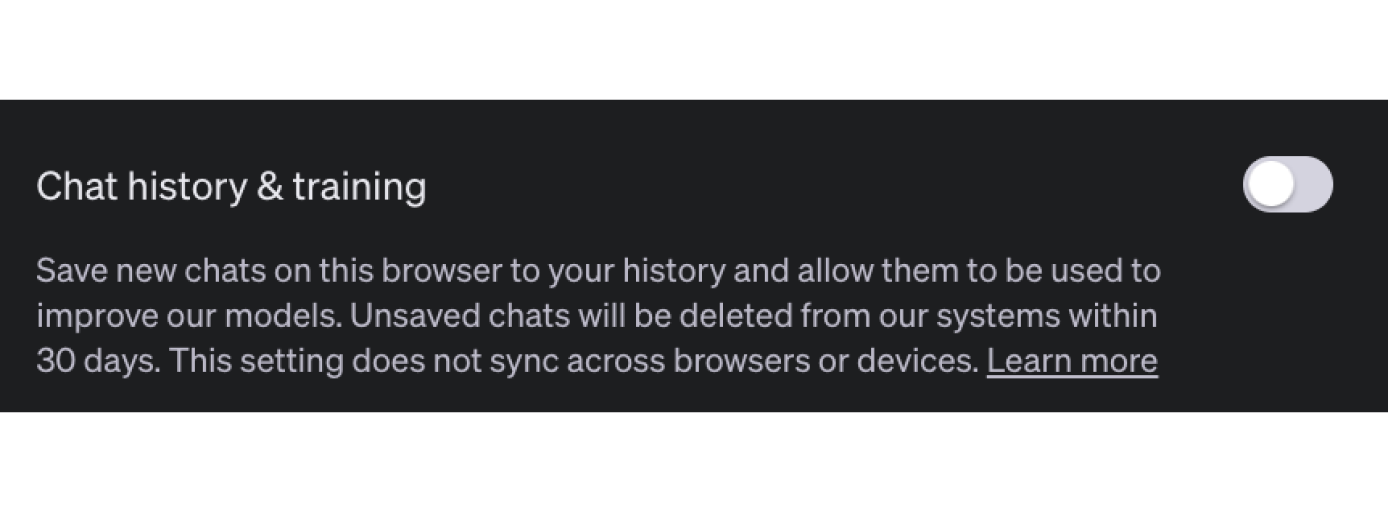 Chat history & training
Save new chats on this browser to your history and allow them to be used to
improve our models. Unsaved chats will be deleted from our systems within
30 days. This setting does not sync across browsers or devices. Learn more